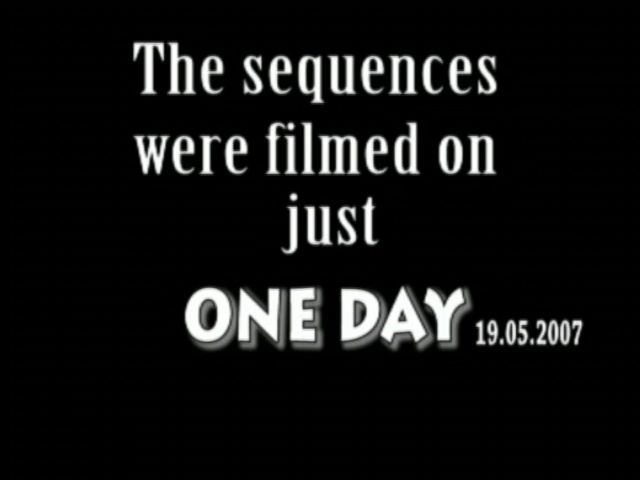 The sequences
were filmed on
just
ONE DAY 19.05.2007